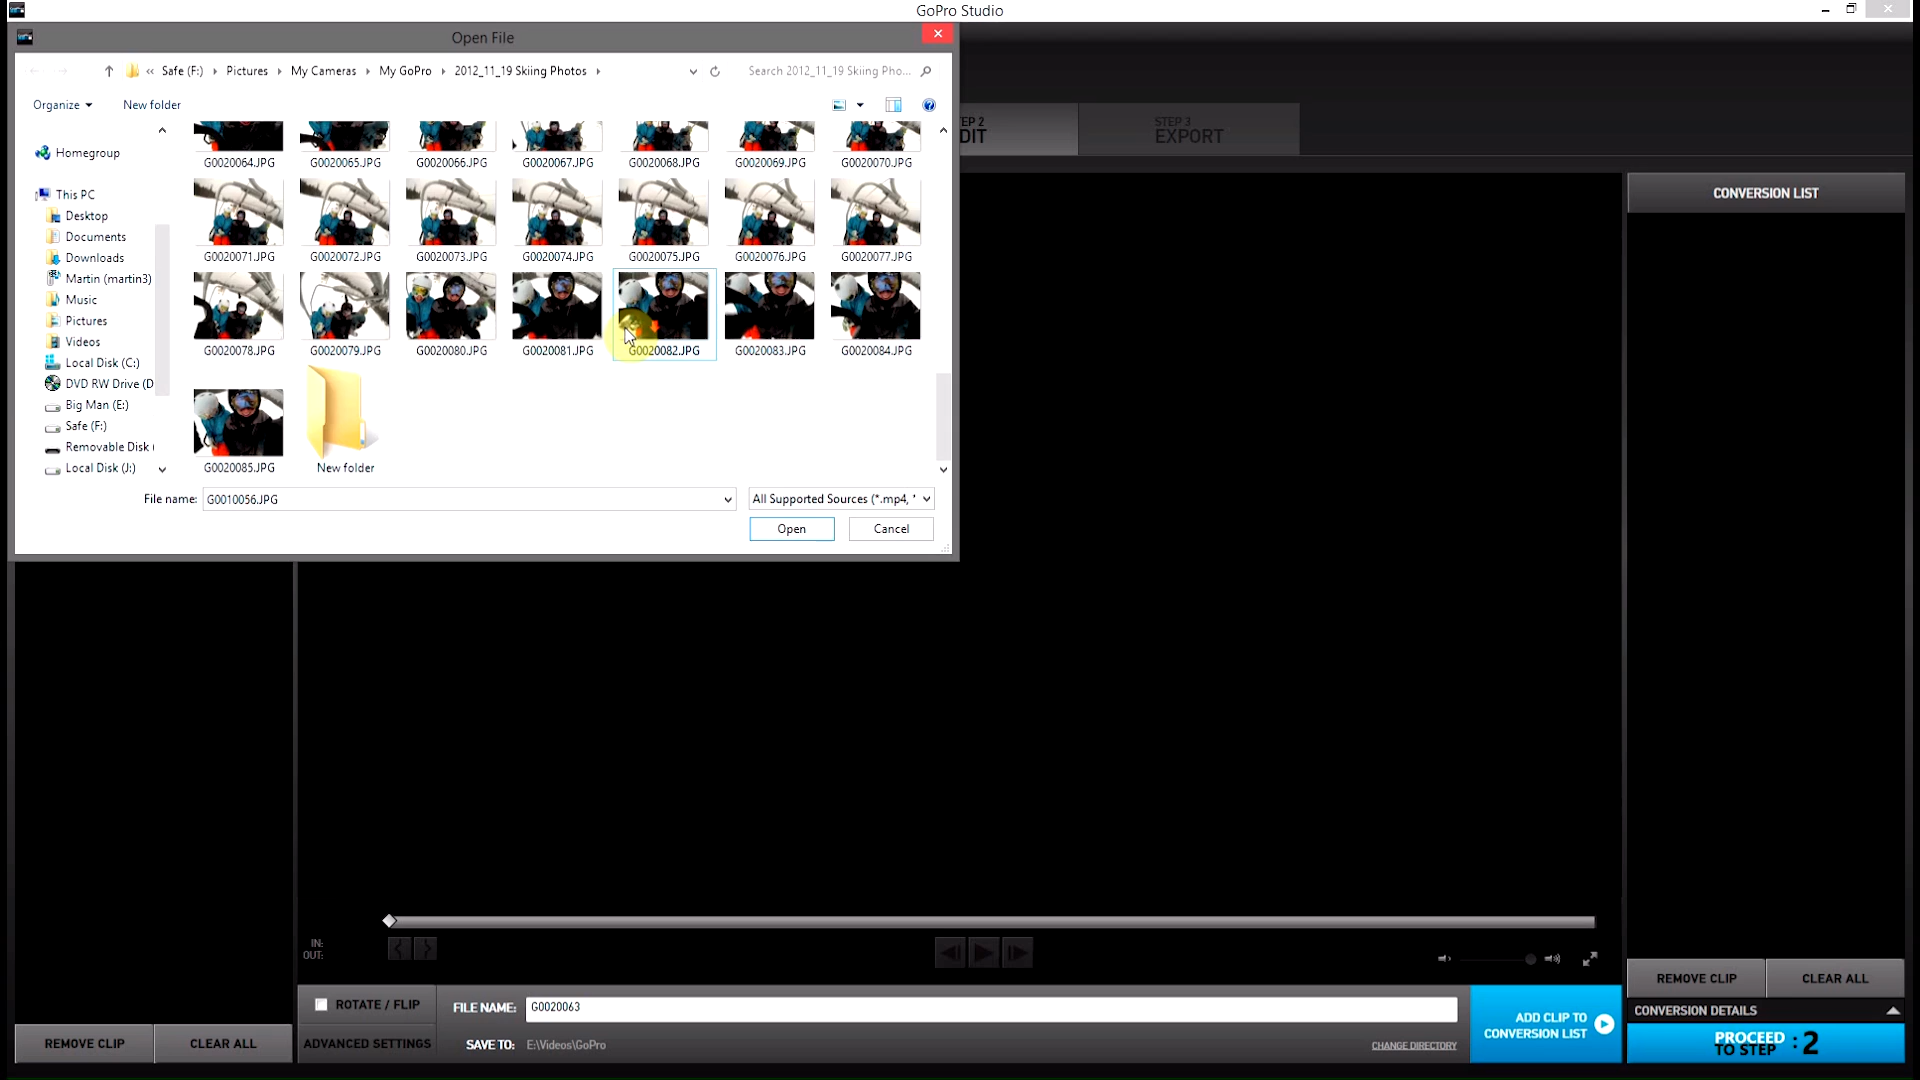 GoPro Studio
Open File
« Safe (F:) › Pictures › My Cameras › My GoPro › 2012_11_19 Skiing Photos ›
Search 2012_11_19 Skiing Pho...
Organize
New folder
Homegroup
This PC
Desktop
Documents
Downloads
Martin (martin3)
Music
Pictures
Videos
Local Disk (C:)
DVD RW Drive (D
Big Man (E:)
Safe (F:)
Removable Disk (
Local Disk (J:)
G0020064.JPG G0020065.JPG G0020066.JPG G0020067.JPG G0020068.JPG G0020069.JPG G0020070.JPG
G0020071.JPG G0020072.JPG G0020073.JPG G0020074.JPG G0020075.JPG G0020076.JPG G0020077.JPG
G0020078.JPG G0020079.JPG G0020080.JPG G0020081.JPG G0020082.JPG G0020083.JPG G0020084.JPG
G0020085.JPG New folder
File name: G0010056.JPG
All Supported Sources (*.mp4, *
Open
Cancel
EP 2
DIT
STEP 3
EXPORT
CONVERSION LIST
IN:
OUT:
ROTATE / FLIP
ADVANCED SETTINGS
FILE NAME: G0020063
SAVE TO: E:\Videos\GoPro
CHANGE DIRECTORY
ADD CLIP TO
CONVERSION LIST
REMOVE CLIP
CLEAR ALL
REMOVE CLIP
CLEAR ALL
CONVERSION DETAILS
PROCEED
TO STEP : 2